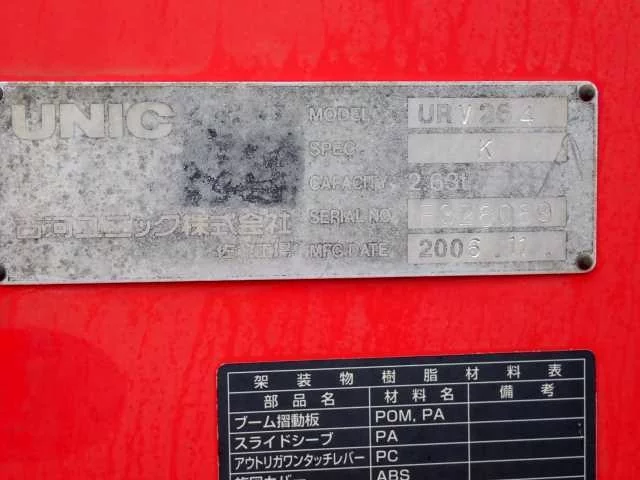 UNIC
MODEL URV264
SPEC. K
CAPACITY 2.63t
古河ユニック株式会社
SERIAL NO.
佐倉工場
MFG.DATE 2006.11
架装物樹脂材料表
部品名 材料名 備考
ブーム摺動板 POM, PA
スライドシーブ PA
アウトリガワンタッチレバー PC
ABS